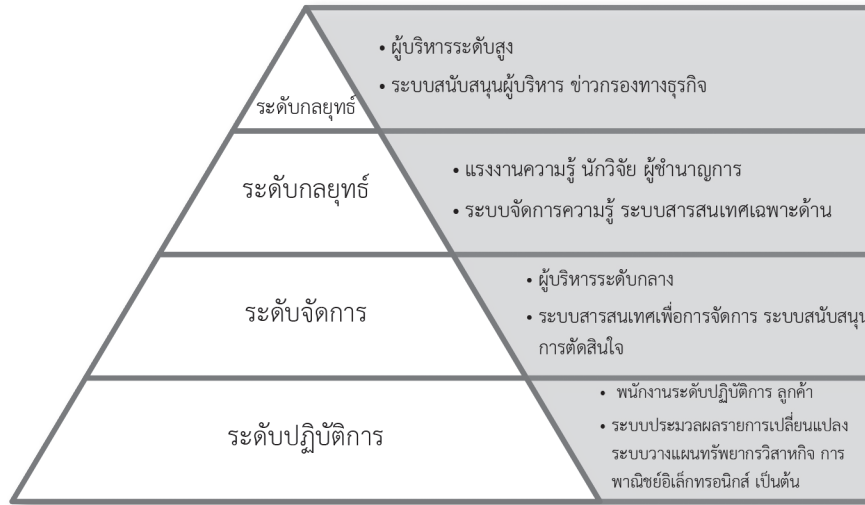 • ผู้บริหารระดับสูง
• ระบบสนับสนุนผู้บริหาร ข่าวกรองทางธุรกิจ
ระดับกลยุทธ์
• แรงงานความรู้ นักวิจัย ผู้ชำนาญการ
ระดับกลยุทธ์
• ระบบจัดการความรู้ ระบบสารสนเทศเฉพาะด้าน
• ผู้บริหารระดับกลาง
ระดับจัดการ
• ระบบสารสนเทศเพื่อการจัดการ ระบบสนับสนุน
การตัดสินใจ
• พนักงานระดับปฏิบัติการ ลูกค้า
ระดับปฏิบัติการ
• ระบบประมวลผลรายการเปลี่ยนแปลง
ระบบวางแผนทรัพยากรวิสาหกิจ การ
พาณิชย์อิเล็กทรอนิกส์ เป็นต้น